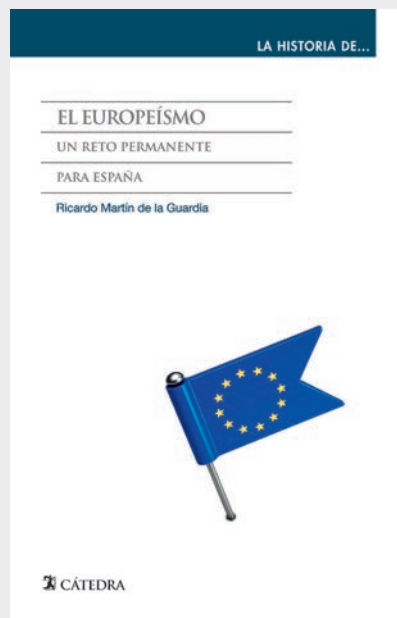 LA HISTORIA DE...
EL EUROPEÍSMO
UN RETO PERMANENTE
PARA ESPAÑA
Ricardo Martín de la Guardia
CÁTEDRA